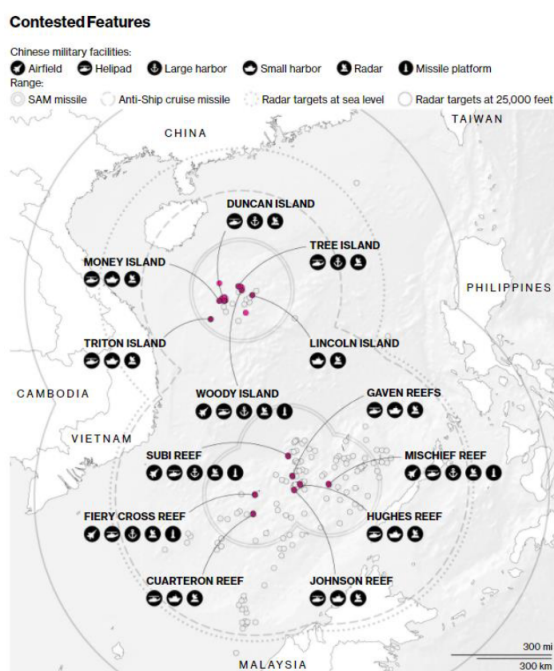 Contested Features
Chinese military facilities:
Airfield Helipad Large harbor Small harbor Radar Missile platform
Range:
SAM missile Anti-Ship cruise missile Radar targets at sea level Radar targets at 25,000 feet
TAIWAN
CHINA
DUNCAN ISLAND
TREE ISLAND
MONEY ISLAND
PHILIPPINES
TRITON ISLAND
LINCOLN ISLAND
CAMBODIA
WOODY ISLAND
GAVEN REEFS
VIETNAM
SUBI REEF
MISCHIEF REEF
FIERY CROSS REEF
HUGHES REEF
CUARTERON REEF
JOHNSON REEF
300 mi
MALAYSIA
300 km